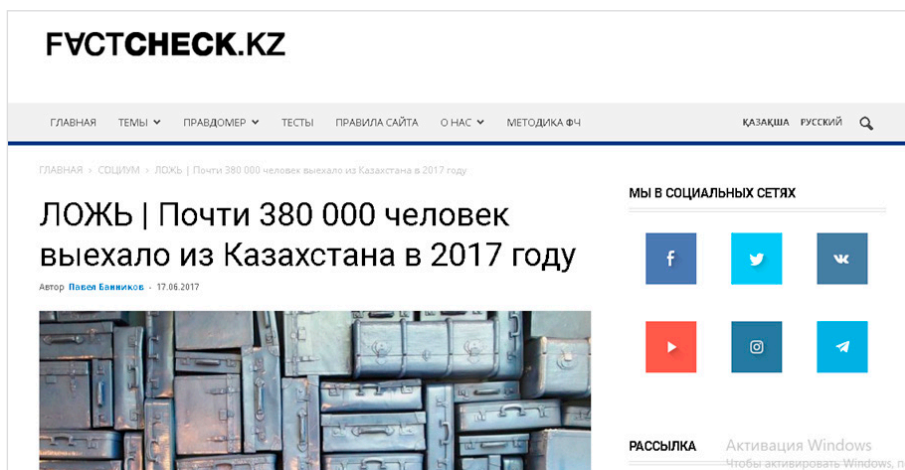 FACTCHECK.KZ
ГЛАВНАЯ ТЕМЫ ПРАВДОМЕР ТЕСТЫ ПРАВИЛА САЙТА О НАС МЕТОДИКА ФЧ ҚАЗАҚША РУССКИЙ
ГЛАВНАЯ › СОЦИУМ › ЛОЖЬ | Почти 380 000 человек выехало из Казахстана в 2017 году
ЛОЖЬ | Почти 380 000 человек
выехало из Казахстана в 2017 году
Автор Павел Банников - 17.06.2017
МЫ В СОЦИАЛЬНЫХ СЕТЯХ
РАССЫЛКА
Активация Windows
Чтобы активировать Windows, п